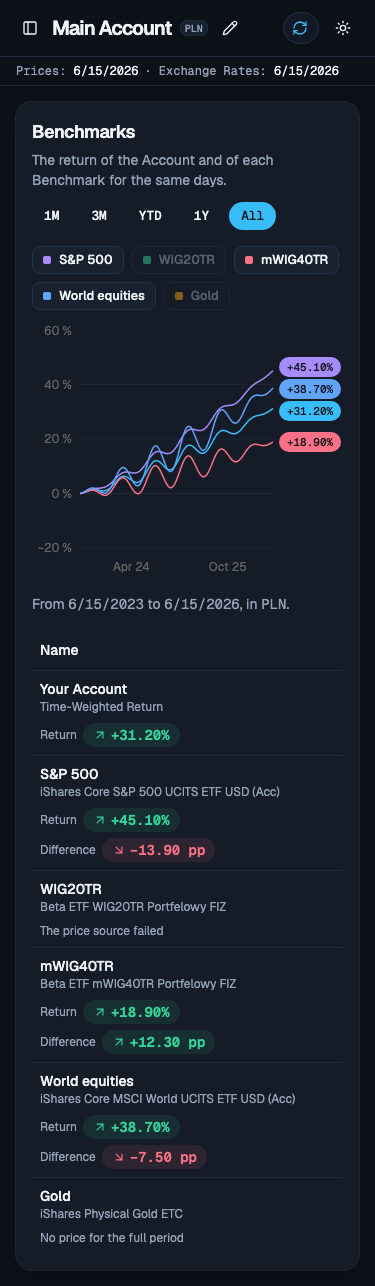 Main Account PLN
Prices: 6/15/2026 · Exchange Rates: 6/15/2026
Benchmarks
The return of the Account and of each
Benchmark for the same days.
1M 3M YTD 1Y All
S&P 500 WIG20TR mWIG40TR
World equities Gold
60 %
+45.10%
40 %
+38.70%
+31.20%
20 %
+18.90%
0 %
−20 %
Apr 24 Oct 25
From 6/15/2023 to 6/15/2026, in PLN.
Name
Your Account
Time-Weighted Return
Return +31.20%
S&P 500
iShares Core S&P 500 UCITS ETF USD (Acc)
Return +45.10%
Difference −13.90 pp
WIG20TR
Beta ETF WIG20TR Portfelowy FIZ
The price source failed
mWIG40TR
Beta ETF mWIG40TR Portfelowy FIZ
Return +18.90%
Difference +12.30 pp
World equities
iShares Core MSCI World UCITS ETF USD (Acc)
Return +38.70%
Difference −7.50 pp
Gold
iShares Physical Gold ETC
No price for the full period